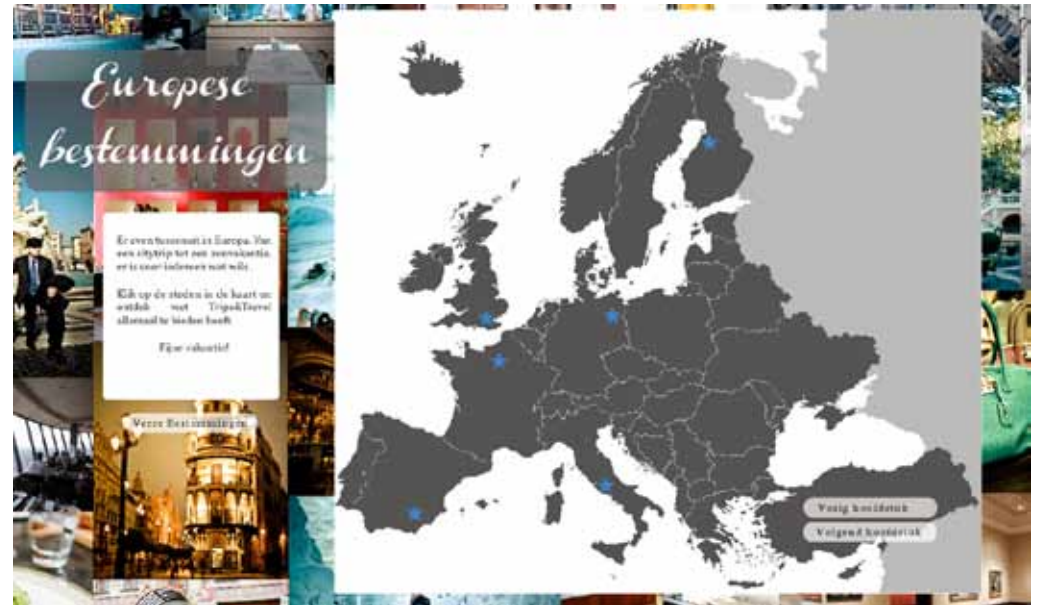 Europese
bestemmingen
Er even tussenuit in Europa. Van
een citytrip tot een zonvakantie,
er is voor iedereen wat wils.
Klik op de steden in de kaart en
ontdek wat Trips&Travel
allemaal te bieden heeft.
Fijne vakantie!
Verre Bestemmingen
Vorig hoofdstuk
Volgend hoofdstuk